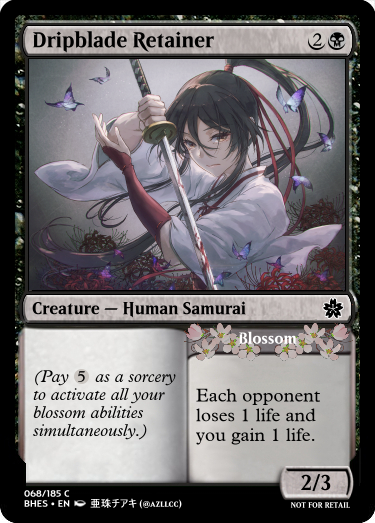 Dripblade Retainer 2
Creature — Human Samurai
Blossom
(Pay 5 as a sorcery
to activate all your
blossom abilities
simultaneously.)
Each opponent
loses 1 life and
you gain 1 life.
2/3
068/185 C
BHES • EN 亜珠チアキ (@AZLLCC)
NOT FOR RETAIL